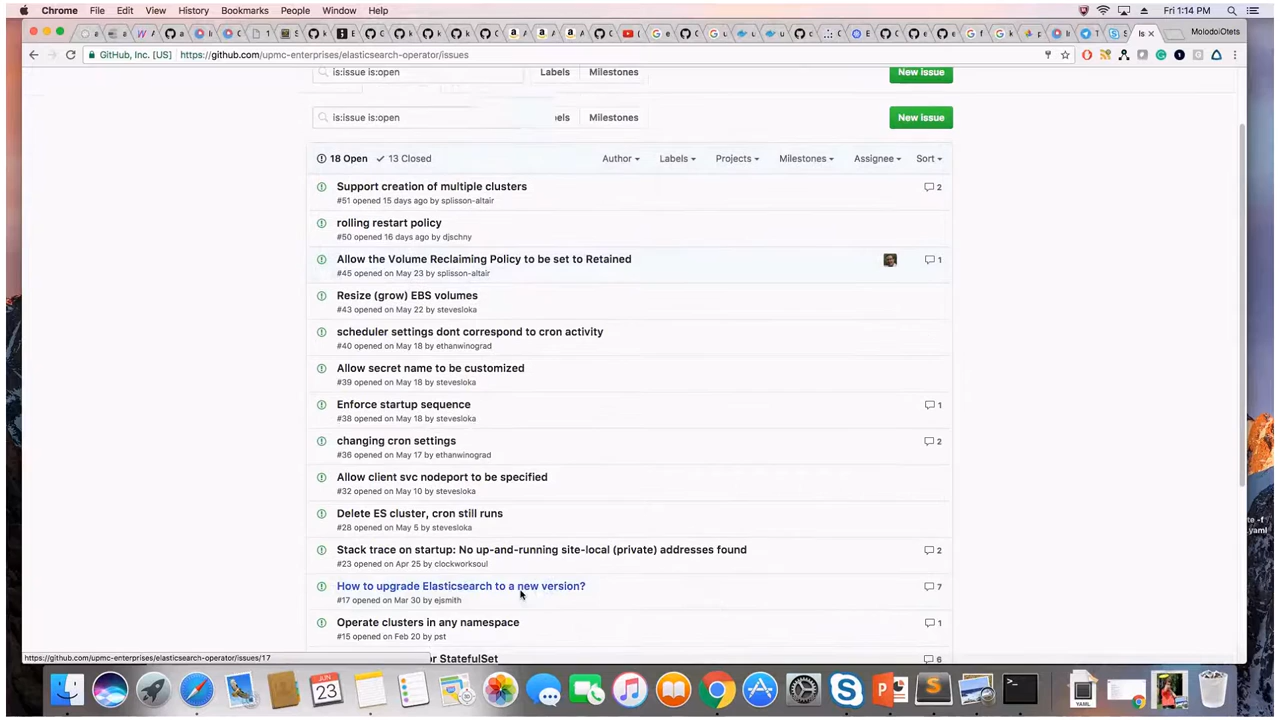 Chrome File Edit View History Bookmarks People Window Help Fri 1:14 PM
MolodoiOtets
GitHub, Inc. [US] https://github.com/upmc-enterprises/elasticsearch-operator/issues
is:issue is:open Labels Milestones New issue
is:issue is:open els Milestones New issue
18 Open 13 Closed Author Labels Projects Milestones Assignee Sort
Support creation of multiple clusters 2
#51 opened 15 days ago by splisson-altair
rolling restart policy
#50 opened 16 days ago by djschny
Allow the Volume Reclaiming Policy to be set to Retained 1
#45 opened on May 23 by splisson-altair
Resize (grow) EBS volumes
#43 opened on May 22 by stevesloka
scheduler settings dont correspond to cron activity
#40 opened on May 18 by ethanwinograd
Allow secret name to be customized
#39 opened on May 18 by stevesloka
Enforce startup sequence 1
#38 opened on May 18 by stevesloka
changing cron settings 2
#36 opened on May 17 by ethanwinograd
Allow client svc nodeport to be specified
#32 opened on May 10 by stevesloka
Delete ES cluster, cron still runs
#28 opened on May 5 by stevesloka
Stack trace on startup: No up-and-running site-local (private) addresses found 2
#23 opened on Apr 25 by clockworksoul
How to upgrade Elasticsearch to a new version? 7
#17 opened on Mar 30 by ejsmith
Operate clusters in any namespace 1
#15 opened on Feb 20 by pst
or StatefulSet 6
https://github.com/upmc-enterprises/elasticsearch-operator/issues/17
te -f
.yaml
JUN
23
YAML